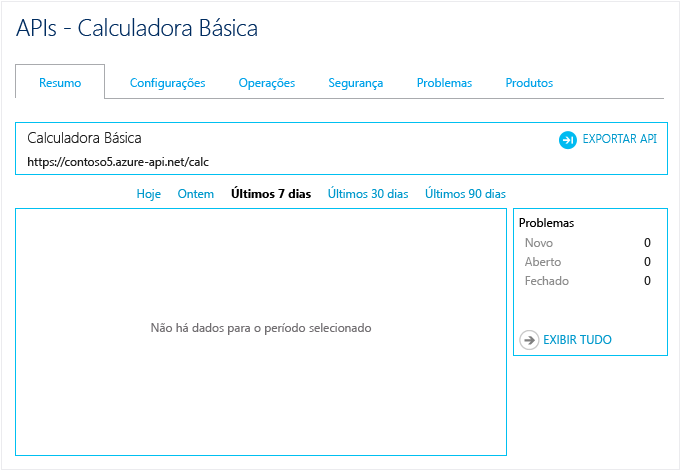 APIs - Calculadora Básica
Resumo Configurações Operações Segurança Problemas Produtos
Calculadora Básica
EXPORTAR API
https://contoso5.azure-api.net/calc
Hoje Ontem Últimos 7 dias Últimos 30 dias Últimos 90 dias
Não há dados para o período selecionado
Problemas
Novo 0
Aberto 0
Fechado 0
EXIBIR TUDO